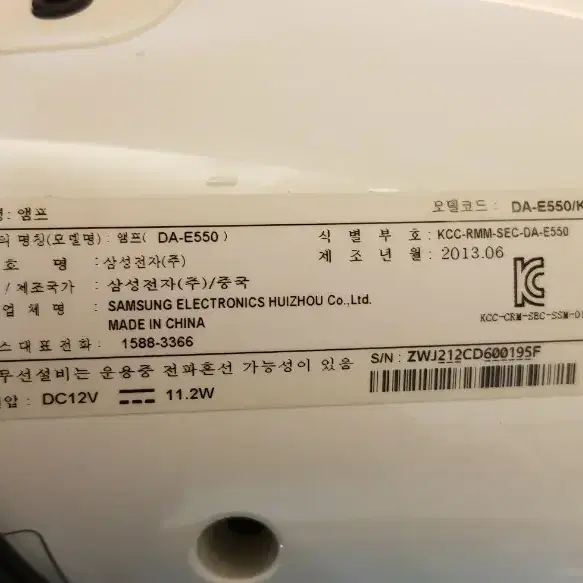 명: 앰프
모델코드 : DA-E550/K
의 명칭(모델명) : 앰프( DA-E550 )
식 별 부 호 : KCC-RMM-SEC-DA-E550
호 명 : 삼성전자(주)
제 조 년 월 : 2013.06
/ 제조국가 : 삼성전자(주)/중국
업 체 명 : SAMSUNG ELECTRONICS HUIZHOU Co.,Ltd.
MADE IN CHINA
KCC-CRM-SEC-SSM-01
스 대표 전화 : 1588-3366
무선설비는 운용중 전파혼선 가능성이 있음
S/N : ZWJ212CD600195F
압 : DC12V 11.2W